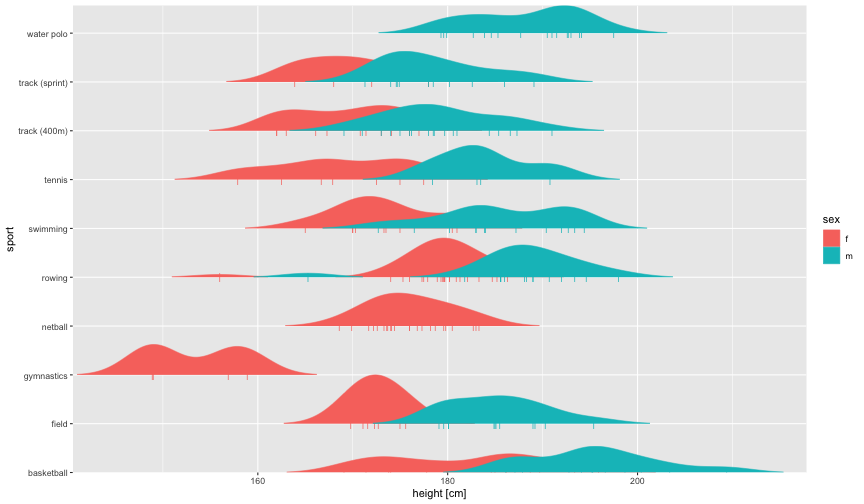 water polo
track (sprint)
track (400m)
tennis
swimming
rowing
netball
gymnastics
field
basketball
sport
160 180 200
height [cm]
sex
f
m